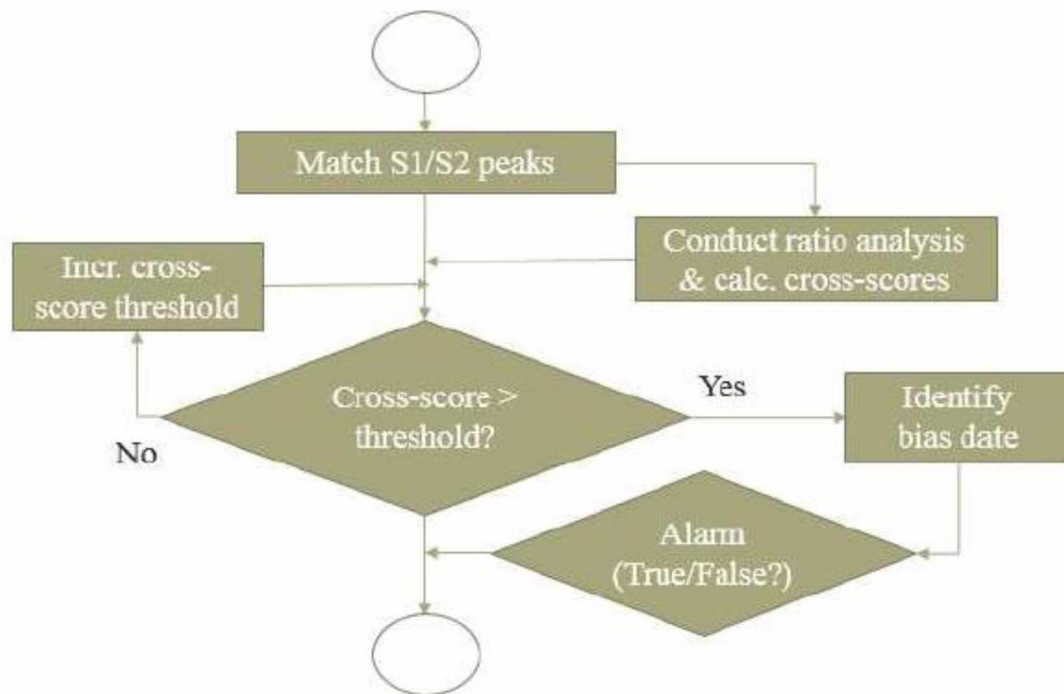 Match S1/S2 peaks
Conduct ratio analysis
& calc. cross-scores
Incr. cross-
score threshold
Cross-score >
threshold?
Yes
No
Identify
bias date
Alarm
(True/False?)